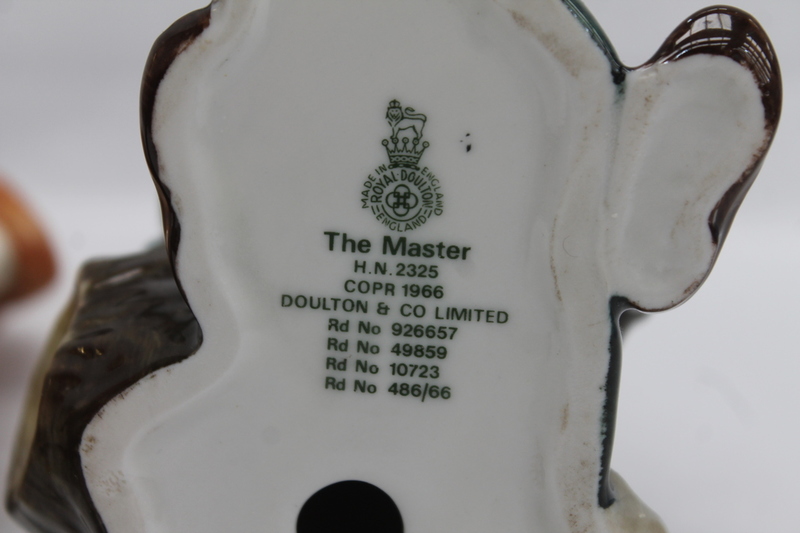 MADE IN ENGLAND
ROYAL·DOULTON
ENGLAND
The Master
H.N.2325
COPR 1966
DOULTON & CO LIMITED
Rd No 926657
Rd No 49859
Rd No 10723
Rd No 486/66